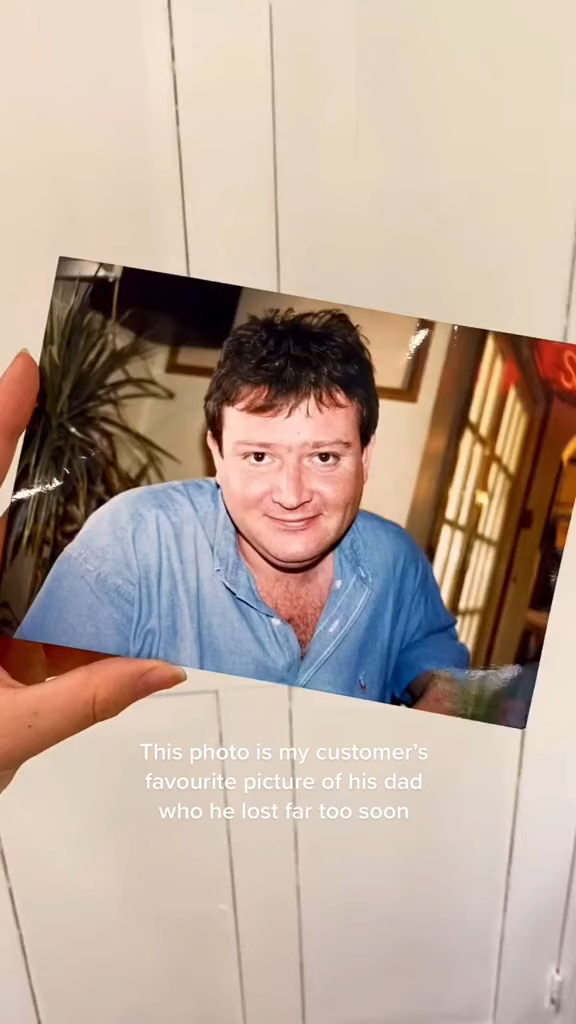 This photo is my customer's
favourite picture of his dad
who he lost far too soon